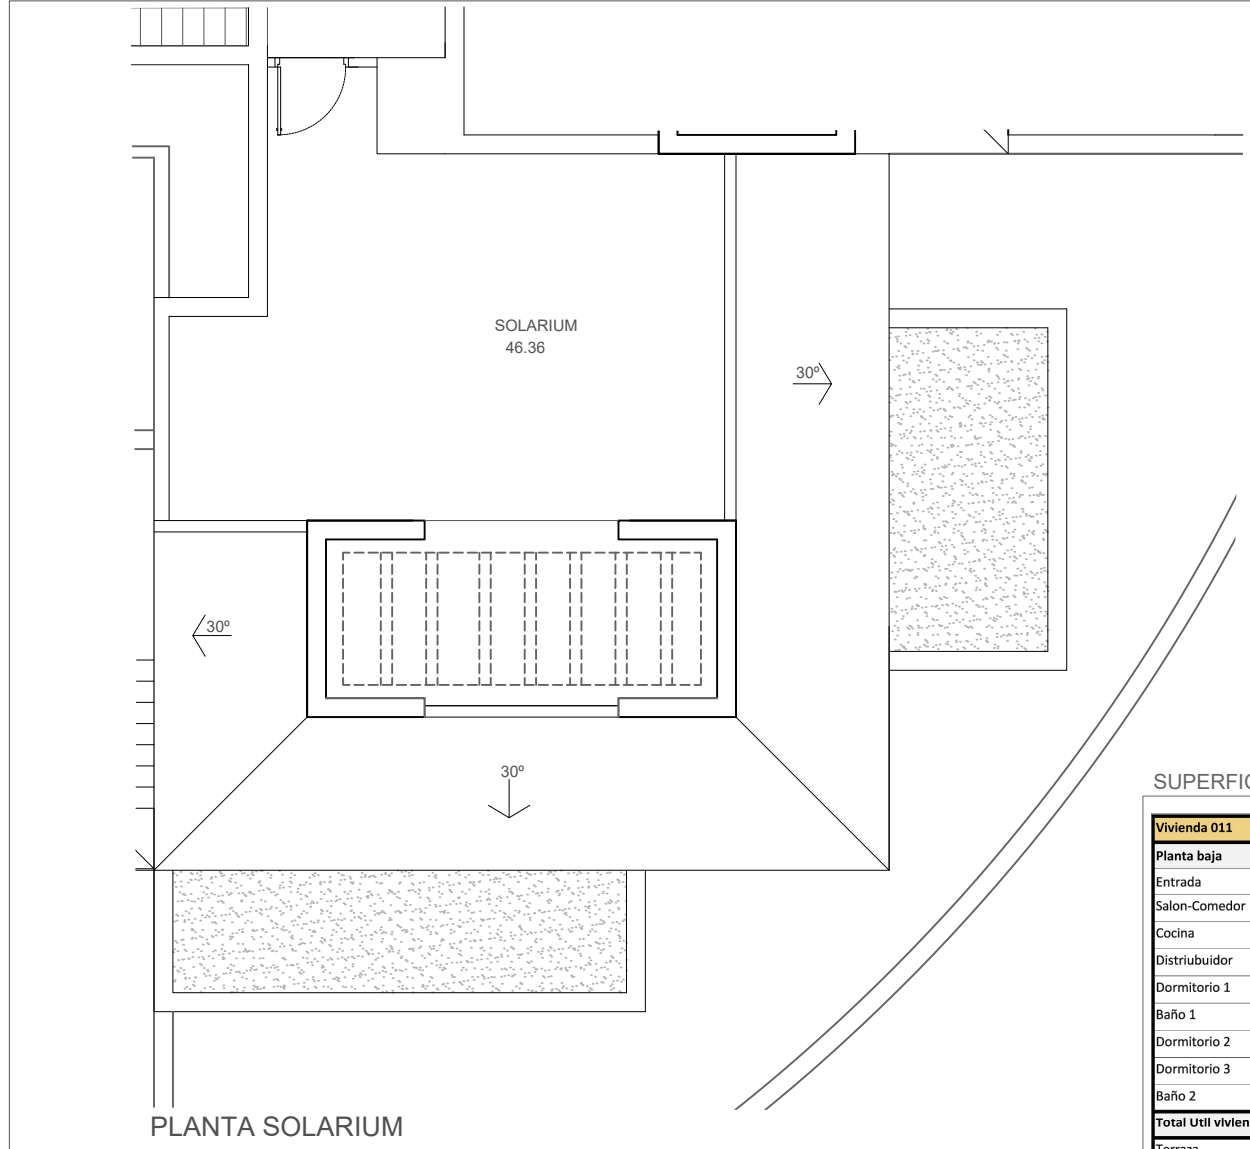 SOLARIUM
46.36
30º
30º
30º
PLANTA SOLARIUM
SUPERFIC
Vivienda 011
Planta baja
Entrada
Salon-Comedor
Cocina
Distriubuidor
Dormitorio 1
Baño 1
Dormitorio 2
Dormitorio 3
Baño 2
Total Util vivien
Terraza